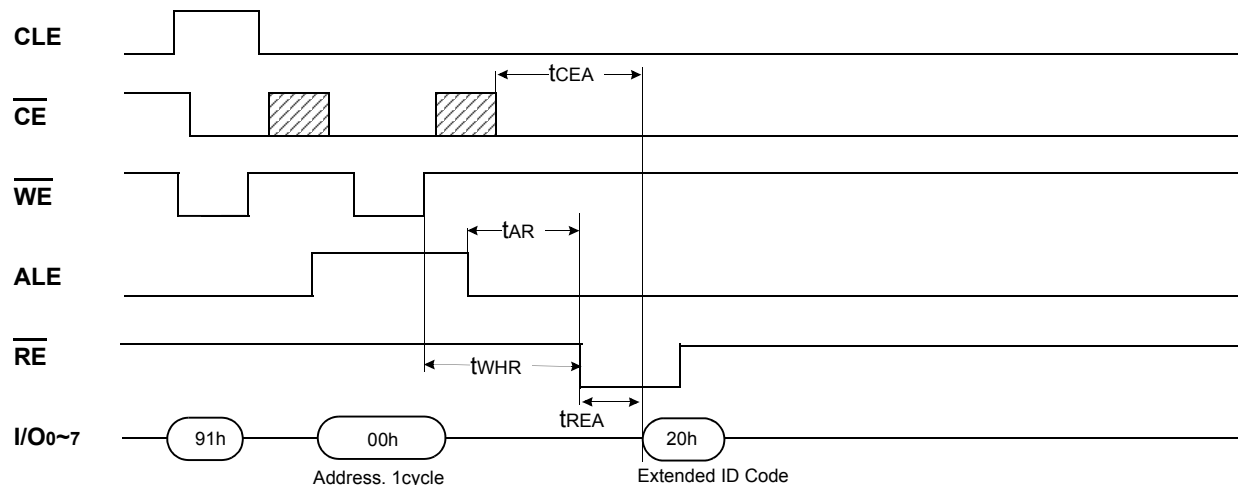 CLE
tCEA
CE
WE
tAR
ALE
RE
tWHR
tREA
I/O0~7
91h
00h
20h
Address. 1cycle
Extended ID Code